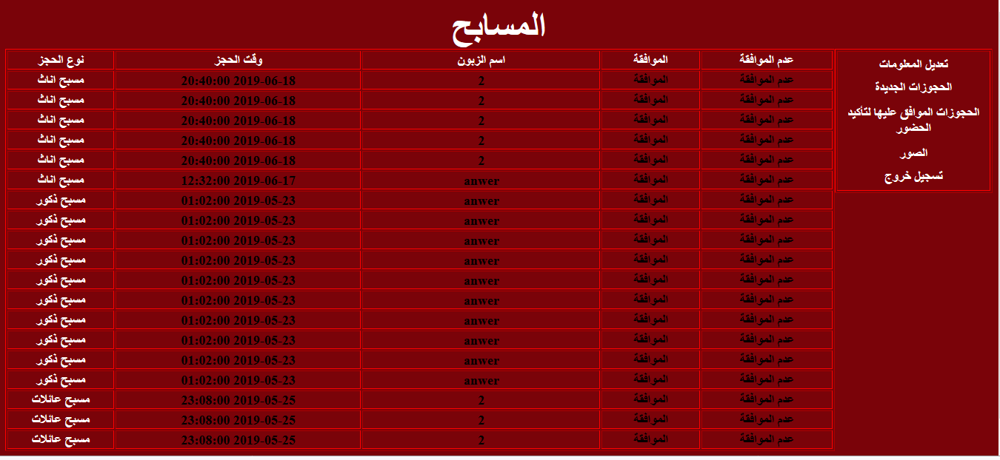 المسابح
تعديل المعلومات
الحجوزات الجديدة
الحجوزات الموافق عليها لتأكيد
الحضور
الصور
تسجيل خروج
عدم الموافقة الموافقة اسم الزبون وقت الحجز نوع الحجز
عدم الموافقة الموافقة 2 2019-06-18 20:40:00 مسبح اناث
عدم الموافقة الموافقة 2 2019-06-18 20:40:00 مسبح اناث
عدم الموافقة الموافقة 2 2019-06-18 20:40:00 مسبح اناث
عدم الموافقة الموافقة 2 2019-06-18 20:40:00 مسبح اناث
عدم الموافقة الموافقة 2 2019-06-18 20:40:00 مسبح اناث
عدم الموافقة الموافقة anwer 2019-06-17 12:32:00 مسبح اناث
عدم الموافقة الموافقة anwer 2019-05-23 01:02:00 مسبح ذكور
عدم الموافقة الموافقة anwer 2019-05-23 01:02:00 مسبح ذكور
عدم الموافقة الموافقة anwer 2019-05-23 01:02:00 مسبح ذكور
عدم الموافقة الموافقة anwer 2019-05-23 01:02:00 مسبح ذكور
عدم الموافقة الموافقة anwer 2019-05-23 01:02:00 مسبح ذكور
عدم الموافقة الموافقة anwer 2019-05-23 01:02:00 مسبح ذكور
عدم الموافقة الموافقة anwer 2019-05-23 01:02:00 مسبح ذكور
عدم الموافقة الموافقة anwer 2019-05-23 01:02:00 مسبح ذكور
عدم الموافقة الموافقة anwer 2019-05-23 01:02:00 مسبح ذكور
عدم الموافقة الموافقة anwer 2019-05-23 01:02:00 مسبح ذكور
عدم الموافقة الموافقة 2 2019-05-25 23:08:00 مسبح عائلات
عدم الموافقة الموافقة 2 2019-05-25 23:08:00 مسبح عائلات
عدم الموافقة الموافقة 2 2019-05-25 23:08:00 مسبح عائلات